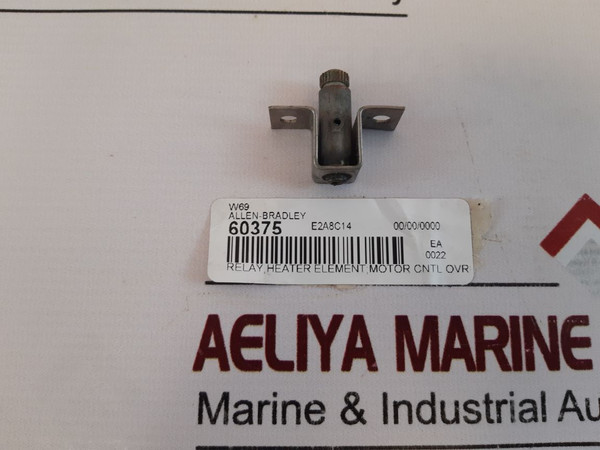 W69
ALLEN-BRADLEY
60375 E2A8C14 00/00/0000
EA
0022
RELAY,HEATER ELEMENT,MOTOR CNTL OVR
AELIYA MARINE
Marine & Industrial Au